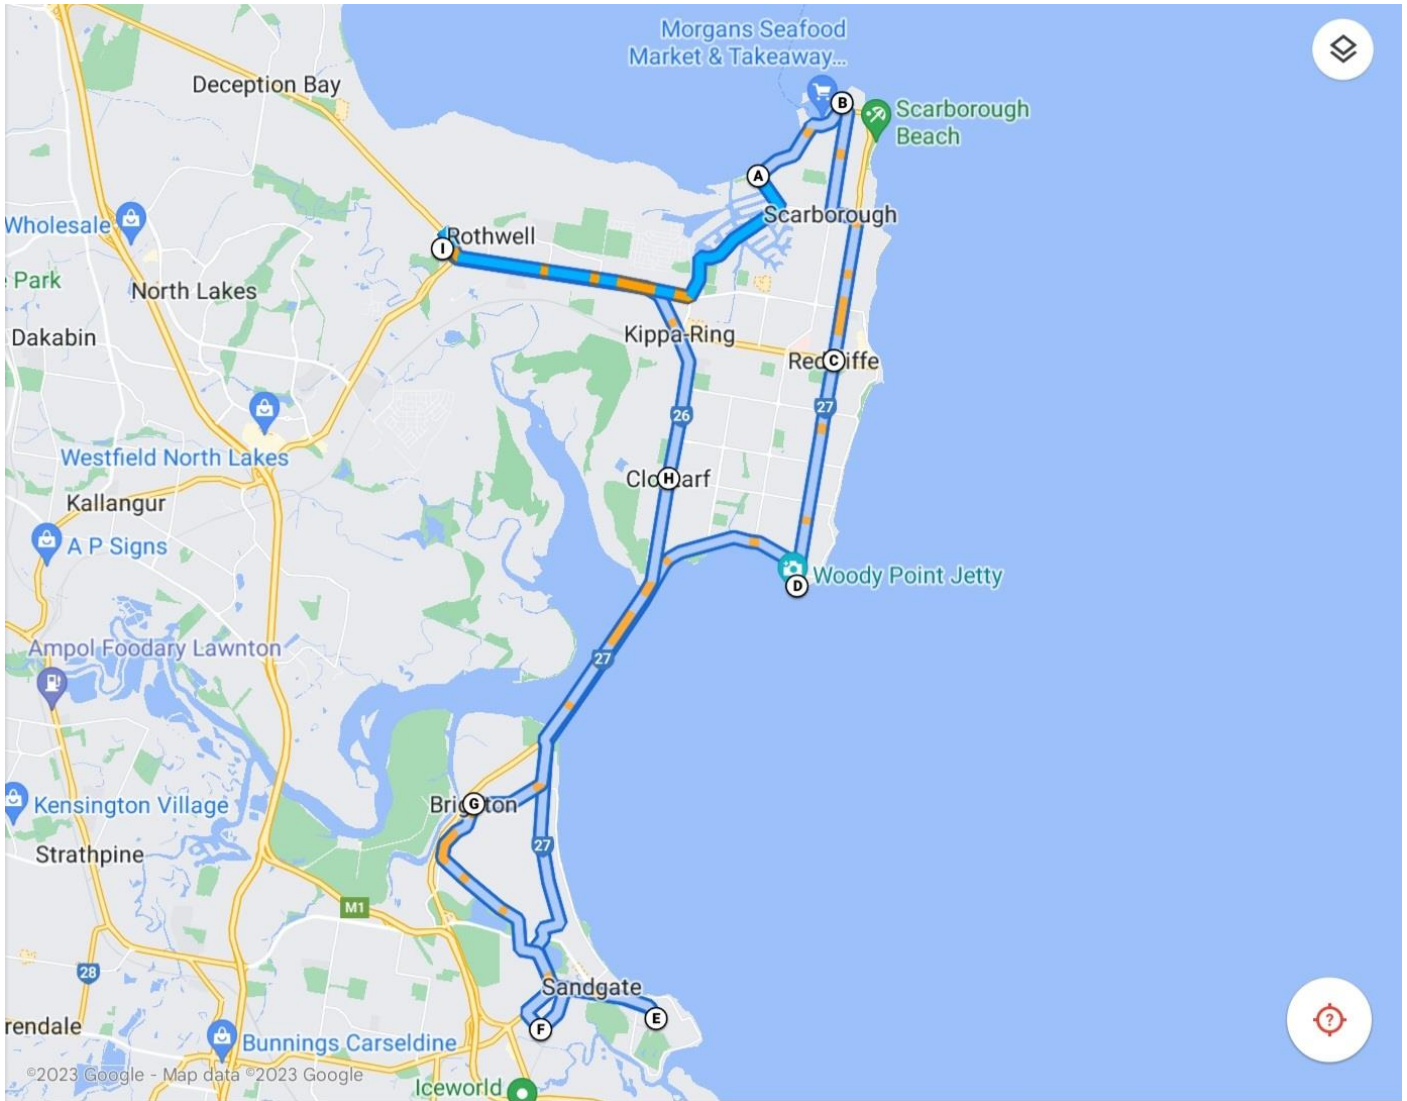 Morgans Seafood
Market & Takeaway...
Deception Bay
B
Scarborough
Beach
A
Scarborough
Wholesale
Rothwell
I
e Park
North Lakes
Dakabin
Kippa-Ring
Redcliffe
C
27
26
Westfield North Lakes
Clontarf
H
Kallangur
A P Signs
Woody Point Jetty
D
Ampol Foodary Lawnton
27
Kensington Village
Brighton
G
27
Strathpine
M1
28
Sandgate
E
F
rendale
Bunnings Carseldine
?
©2023 Google - Map data ©2023 Google
Iceworld